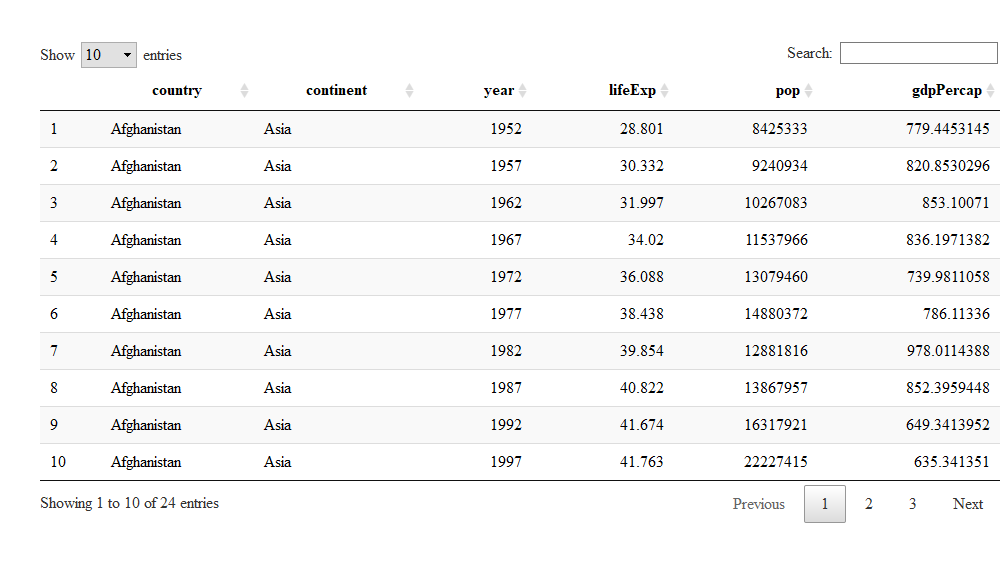 Show 10 entries Search:
country continent year lifeExp pop gdpPercap
1 Afghanistan Asia 1952 28.801 8425333 779.4453145
2 Afghanistan Asia 1957 30.332 9240934 820.8530296
3 Afghanistan Asia 1962 31.997 10267083 853.10071
4 Afghanistan Asia 1967 34.02 11537966 836.1971382
5 Afghanistan Asia 1972 36.088 13079460 739.9811058
6 Afghanistan Asia 1977 38.438 14880372 786.11336
7 Afghanistan Asia 1982 39.854 12881816 978.0114388
8 Afghanistan Asia 1987 40.822 13867957 852.3959448
9 Afghanistan Asia 1992 41.674 16317921 649.3413952
10 Afghanistan Asia 1997 41.763 22227415 635.341351
Showing 1 to 10 of 24 entries Previous 1 2 3 Next